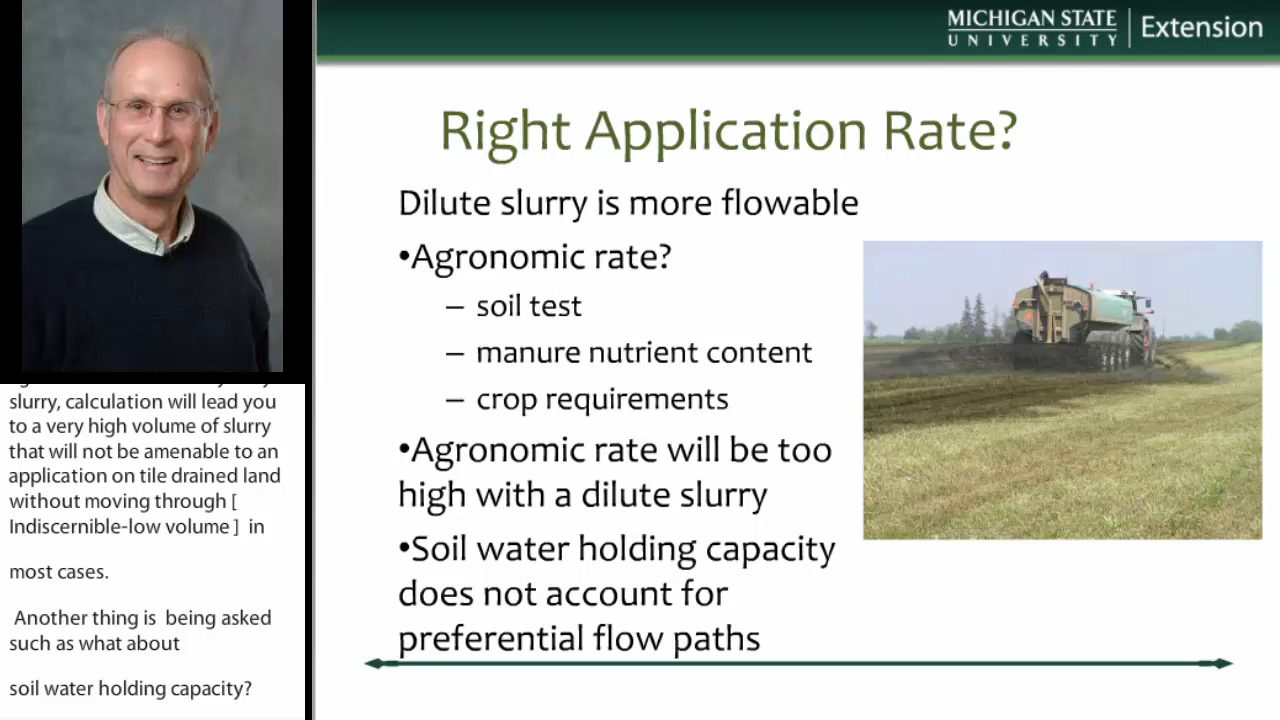 MICHIGAN STATE
UNIVERSITY
Extension
Right Application Rate?
Dilute slurry is more flowable
•Agronomic rate?
– soil test
– manure nutrient content
– crop requirements
•Agronomic rate will be too
high with a dilute slurry
•Soil water holding capacity
does not account for
preferential flow paths
slurry, calculation will lead you
to a very high volume of slurry
that will not be amenable to an
application on tile drained land
without moving through [
Indiscernible-low volume ] in
most cases.
Another thing is being asked
such as what about
soil water holding capacity?